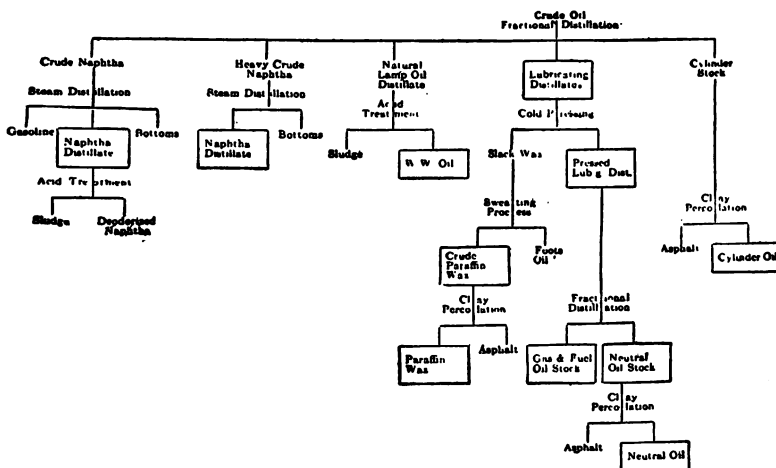 Crude Oil
Fractional Distillation
Crude Naphtha
Heavy Crude
Naphtha
Natural
Lamp Oil
Distillate
Lubricating
Distillates
Cylinder
Stock
Steam Distillation
Steam Distillation
Acid
Treatment
Cold Pressing
Gasoline
Naphtha
Distillate
Bottoms
Naphtha
Distillate
Bottoms
Sludge
W. W. Oil
Slack Wax
Pressed
Lub'g Dist.
Acid Treatment
Sludge
Deodorized
Naphtha
Sweating
Process
Clay
Percolation
Crude
Paraffin
Wax
Foots
Oil
Asphalt
Cylinder Oil
Clay
Percolation
Fractional
Distillation
Paraffin
Wax
Asphalt
Gas & Fuel
Oil Stock
Neutral
Oil Stock
Clay
Percolation
Asphalt
Neutral Oil